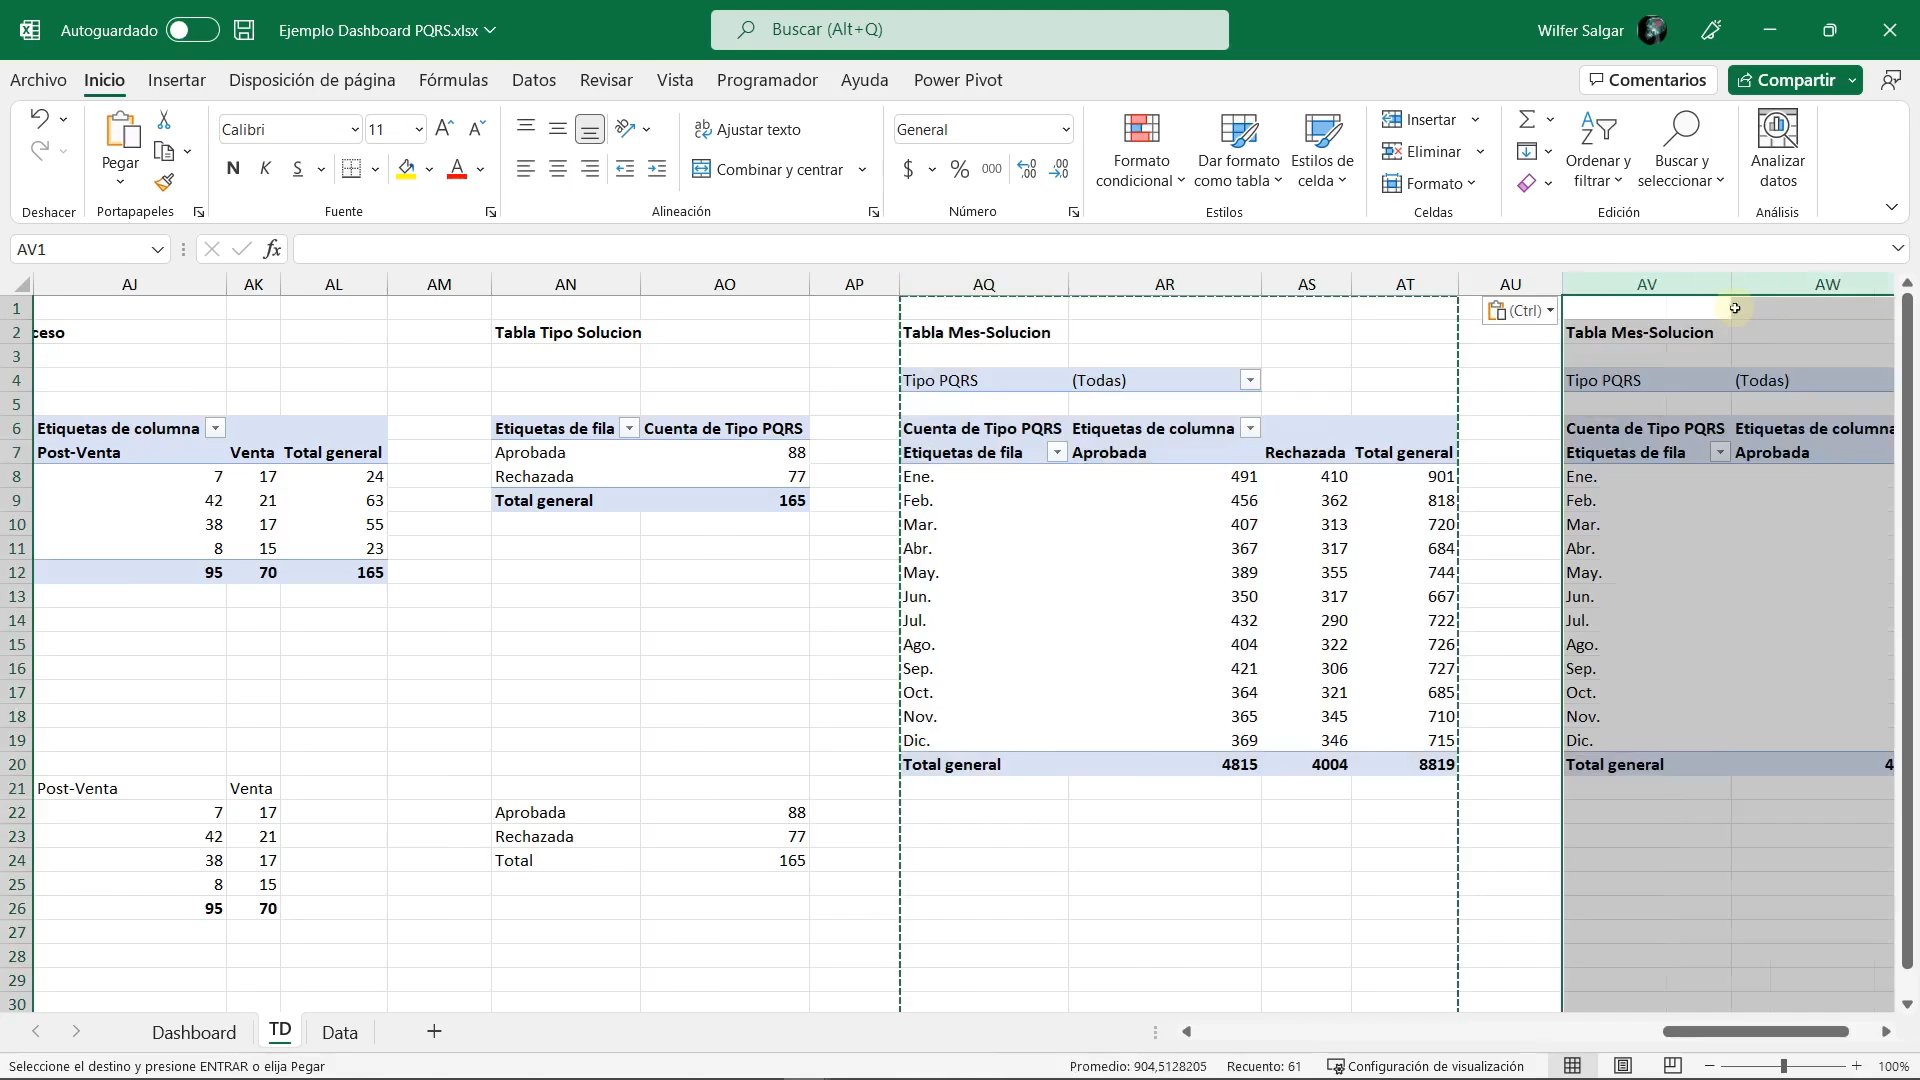 Autoguardado
Ejemplo Dashboard PQRS.xlsx
Buscar (Alt+Q)
Wilfer Salgar
Archivo Inicio Insertar Disposición de página Fórmulas Datos Revisar Vista Programador Ayuda Power Pivot
Comentarios
Compartir
Pegar
Calibri 11
N K S
Ajustar texto
Combinar y centrar
General
$ % 000
Formato condicional
Dar formato como tabla
Estilos de celda
Insertar
Eliminar
Formato
Ordenar y filtrar
Buscar y seleccionar
Analizar datos
Deshacer Portapapeles Fuente Alineación Número Estilos Celdas Edición Análisis
AV1
fx
AJ AK AL AM AN AO AP AQ AR AS AT AU AV AW
1 (Ctrl)
2 ceso Tabla Tipo Solucion Tabla Mes-Solucion Tabla Mes-Solucion
3
4 Tipo PQRS (Todas) Tipo PQRS (Todas)
5
6 Etiquetas de columna Etiquetas de fila Cuenta de Tipo PQRS Cuenta de Tipo PQRS Etiquetas de columna Cuenta de Tipo PQRS Etiquetas de columna
7 Post-Venta Venta Total general Aprobada 88 Etiquetas de fila Aprobada Rechazada Total general Etiquetas de fila Aprobada
8 7 17 24 Rechazada 77 Ene. 491 410 901 Ene.
9 42 21 63 Total general 165 Feb. 456 362 818 Feb.
10 38 17 55 Mar. 407 313 720 Mar.
11 8 15 23 Abr. 367 317 684 Abr.
12 95 70 165 May. 389 355 744 May.
13 Jun. 350 317 667 Jun.
14 Jul. 432 290 722 Jul.
15 Ago. 404 322 726 Ago.
16 Sep. 421 306 727 Sep.
17 Oct. 364 321 685 Oct.
18 Nov. 365 345 710 Nov.
19 Dic. 369 346 715 Dic.
20 Total general 4815 4004 8819 Total general 4
21 Post-Venta Venta
22 7 17 Aprobada 88
23 42 21 Rechazada 77
24 38 17 Total 165
25 8 15
26 95 70
27
28
29
30
Dashboard TD Data
Seleccione el destino y presione ENTRAR o elija Pegar
Promedio: 904,5128205 Recuento: 61 Configuración de visualización 100%